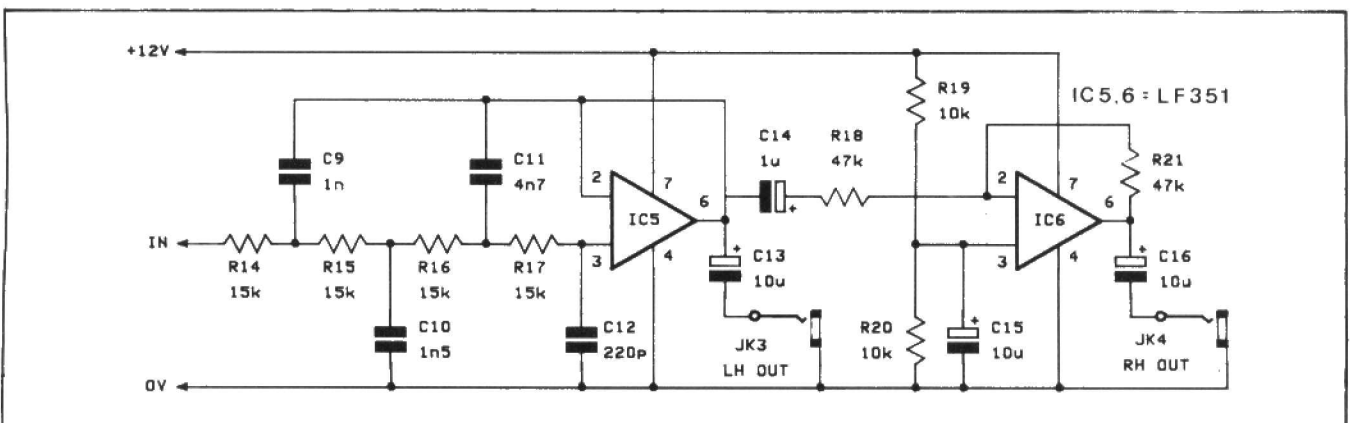 +12V
IC5,6 = LF351
R19
10k
C9
1n
C11
4n7
C14
1u
R18
47k
R21
47k
2
7
6
IC5
3
4
2
7
6
IC6
3
4
IN
R14
15k
R15
15k
R16
15k
R17
15k
C13
10u
C16
10u
C10
1n5
C12
220p
JK3
LH OUT
R20
10k
C15
10u
JK4
RH OUT
0V